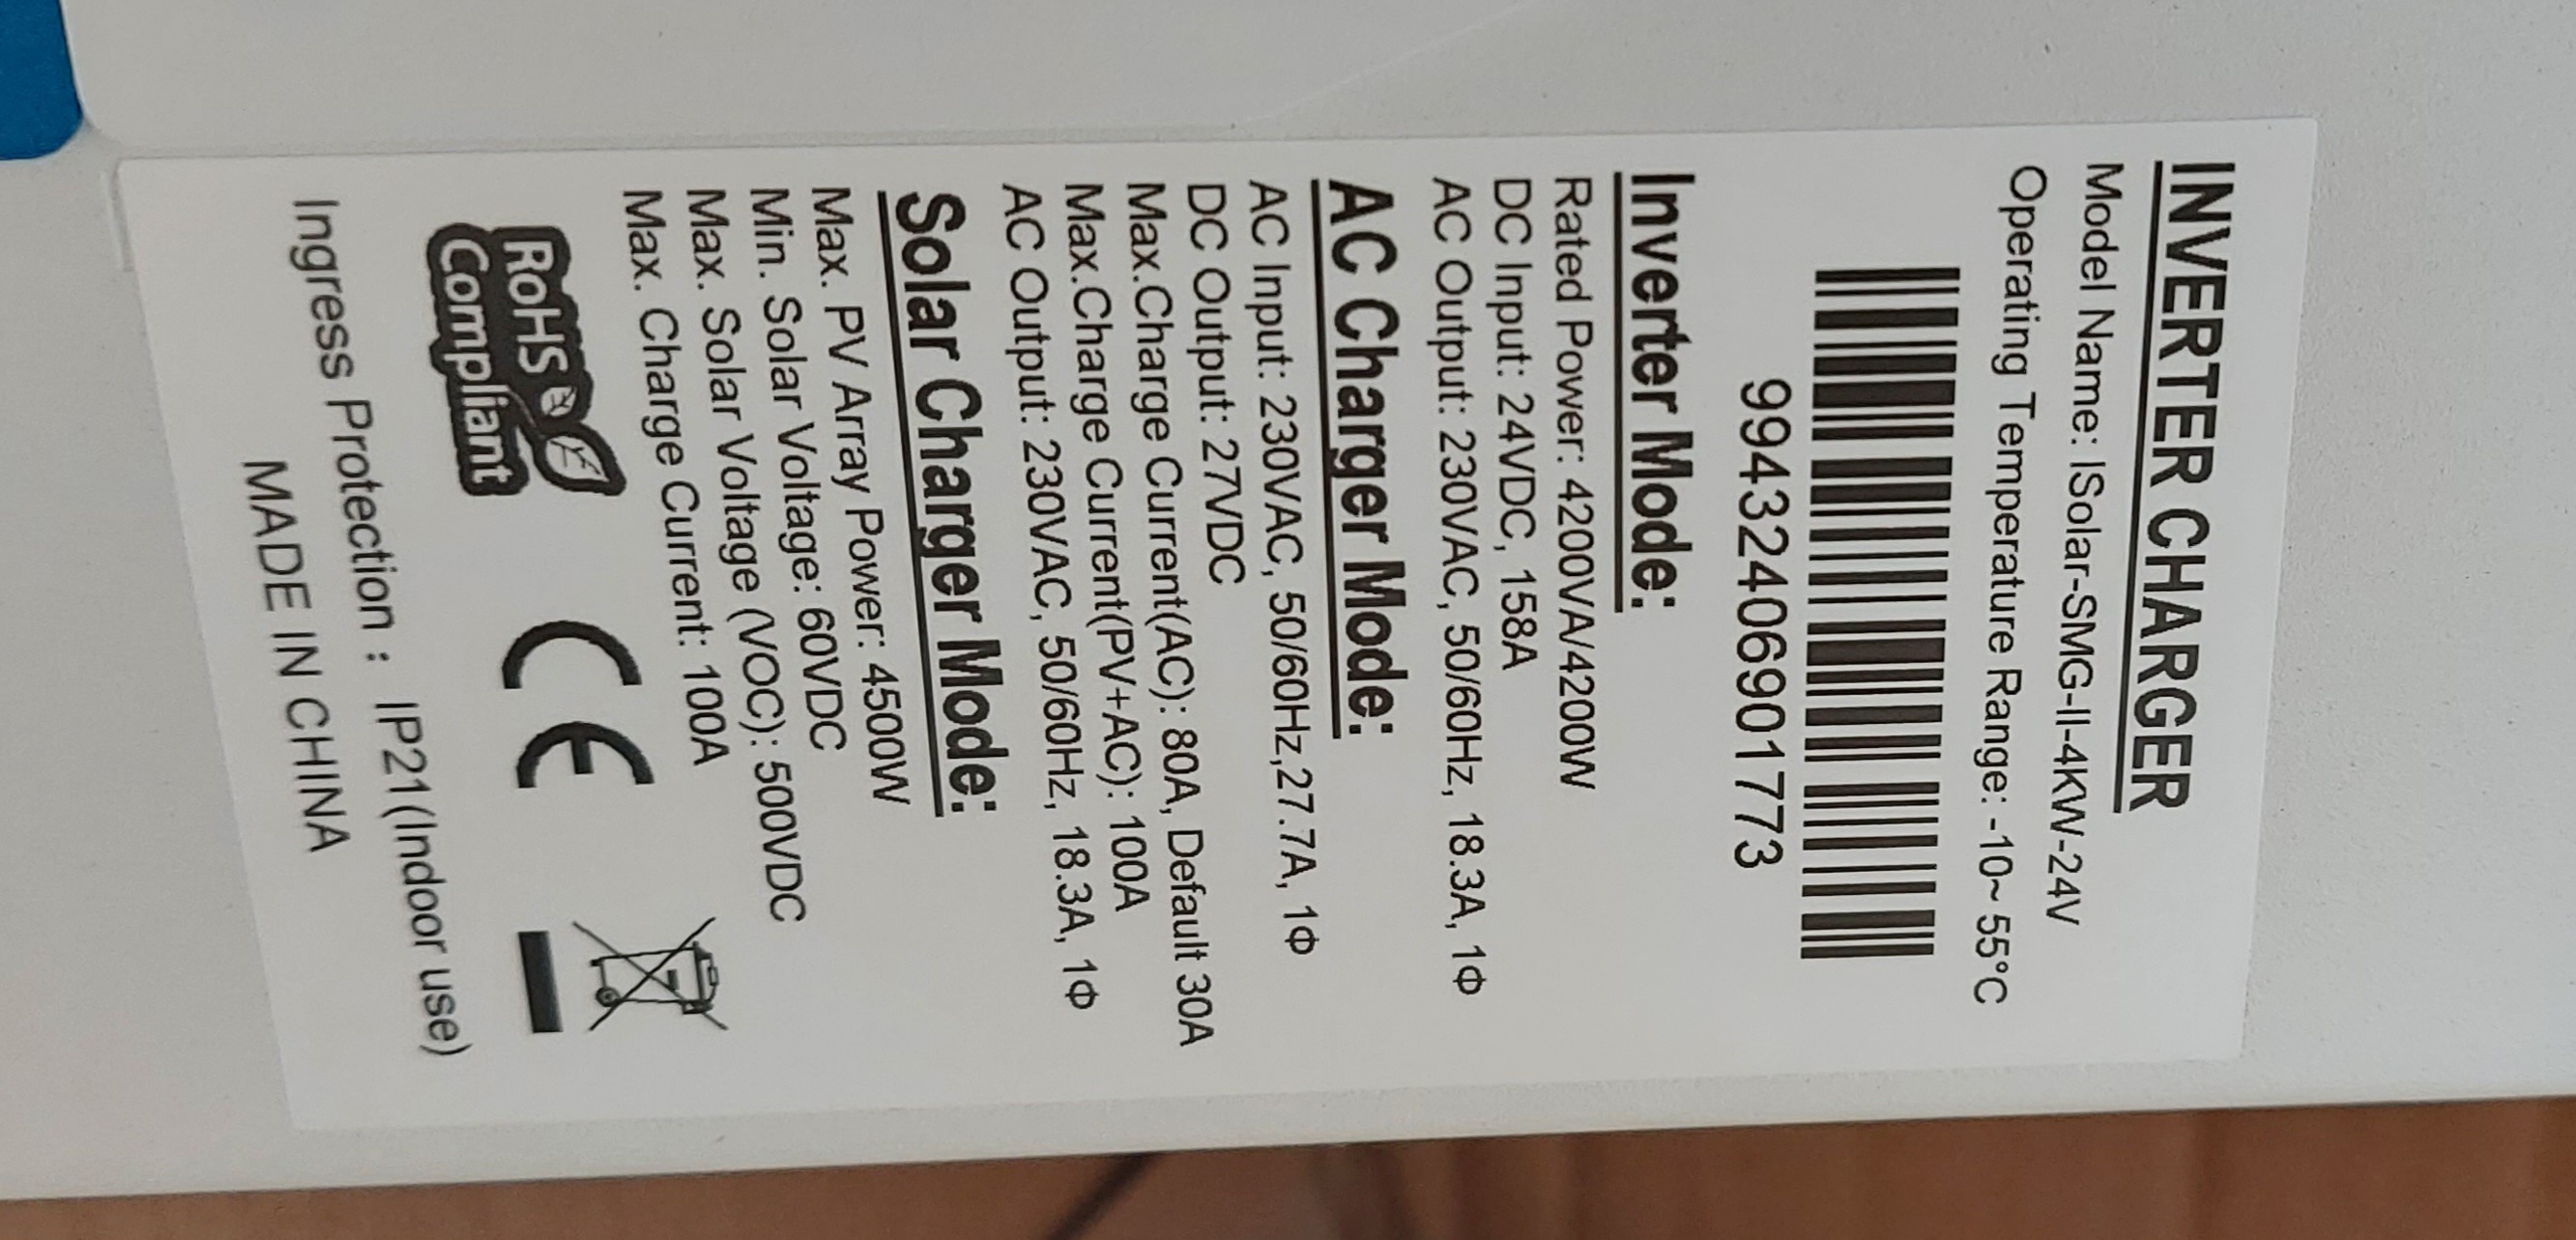 INVERTER CHARGER
Model Name: ISolar-SMG-II-4KW-24V
Operating Temperature Range: -10~ 55°C
99432406901773
Inverter Mode:
Rated Power: 4200VA/4200W
DC Input: 24VDC, 158A
AC Output: 230VAC, 50/60Hz, 18.3A, 1Φ
AC Charger Mode:
AC Input: 230VAC, 50/60Hz,27.7A, 1Φ
DC Output: 27VDC
Max.Charge Current(AC): 80A, Default 30A
Max.Charge Current(PV+AC): 100A
AC Output: 230VAC, 50/60Hz, 18.3A, 1Φ
Solar Charger Mode:
Max. PV Array Power: 4500W
Min. Solar Voltage: 60VDC
Max. Solar Voltage (VOC): 500VDC
Max. Charge Current: 100A
RoHS
Compliant
CE
Ingress Protection : IP21(Indoor use)
MADE IN CHINA